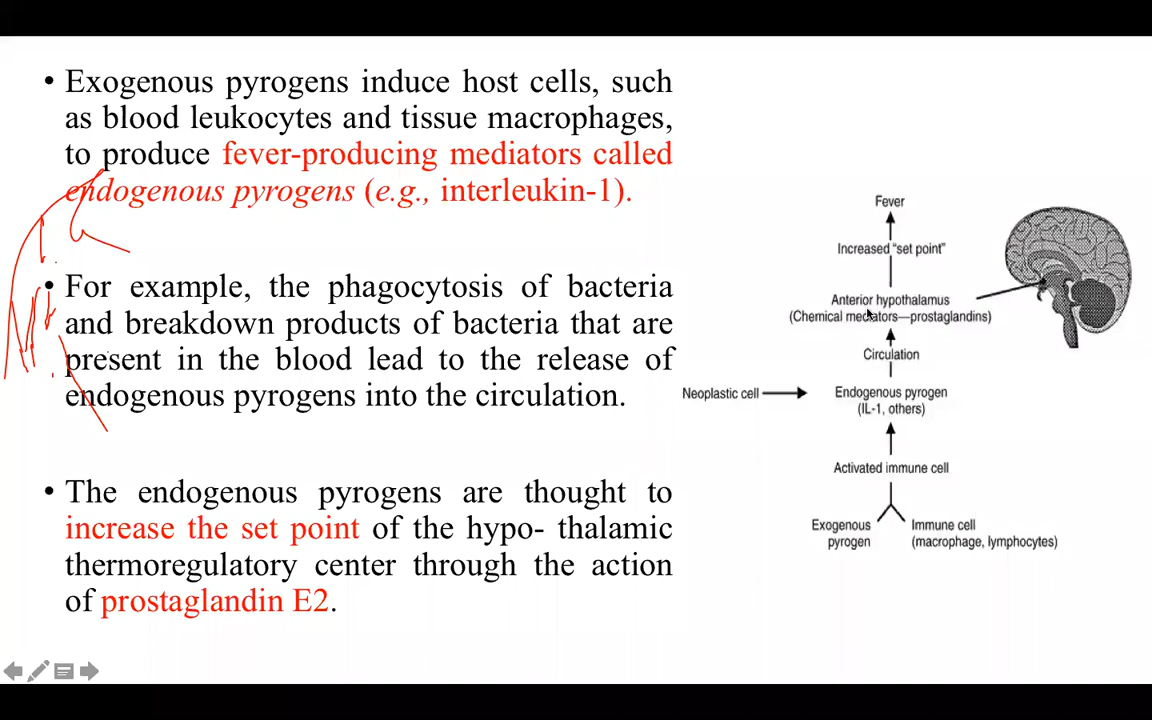 • Exogenous pyrogens induce host cells, such
as blood leukocytes and tissue macrophages,
to produce fever-producing mediators called
endogenous pyrogens (e.g., interleukin-1).
• For example, the phagocytosis of bacteria
and breakdown products of bacteria that are
present in the blood lead to the release of
endogenous pyrogens into the circulation.
• The endogenous pyrogens are thought to
increase the set point of the hypo- thalamic
thermoregulatory center through the action
of prostaglandin E2.
Fever
Increased “set point”
Anterior hypothalamus
(Chemical mediators—prostaglandins)
Circulation
Neoplastic cell
Endogenous pyrogen
(IL-1, others)
Activated immune cell
Exogenous
pyrogen
Immune cell
(macrophage, lymphocytes)